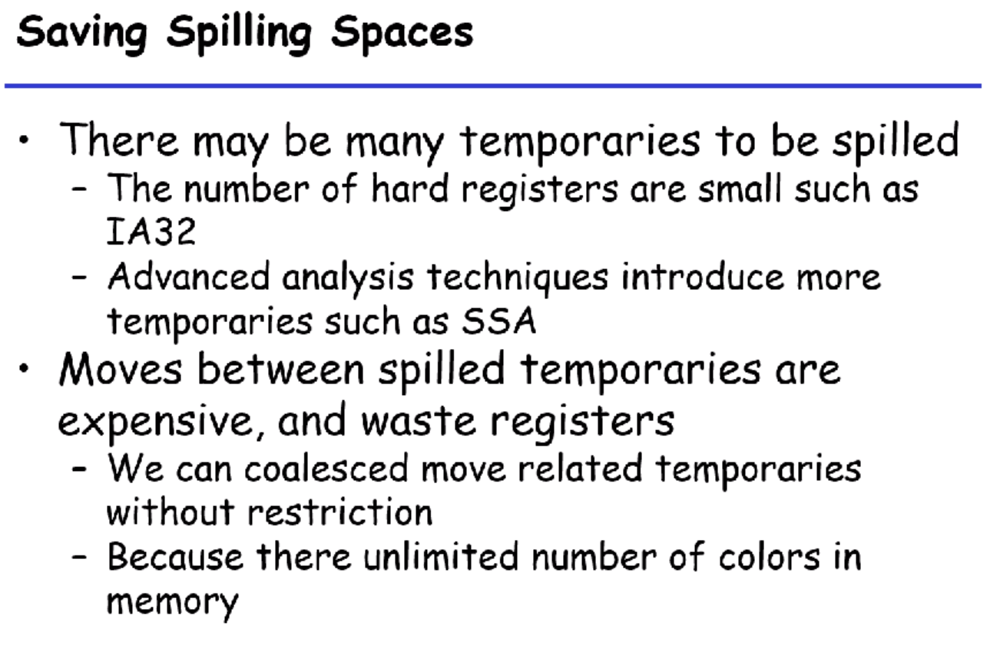 Saving Spilling Spaces
• There may be many temporaries to be spilled
– The number of hard registers are small such as
IA32
– Advanced analysis techniques introduce more
temporaries such as SSA
• Moves between spilled temporaries are
expensive, and waste registers
– We can coalesced move related temporaries
without restriction
– Because there unlimited number of colors in
memory